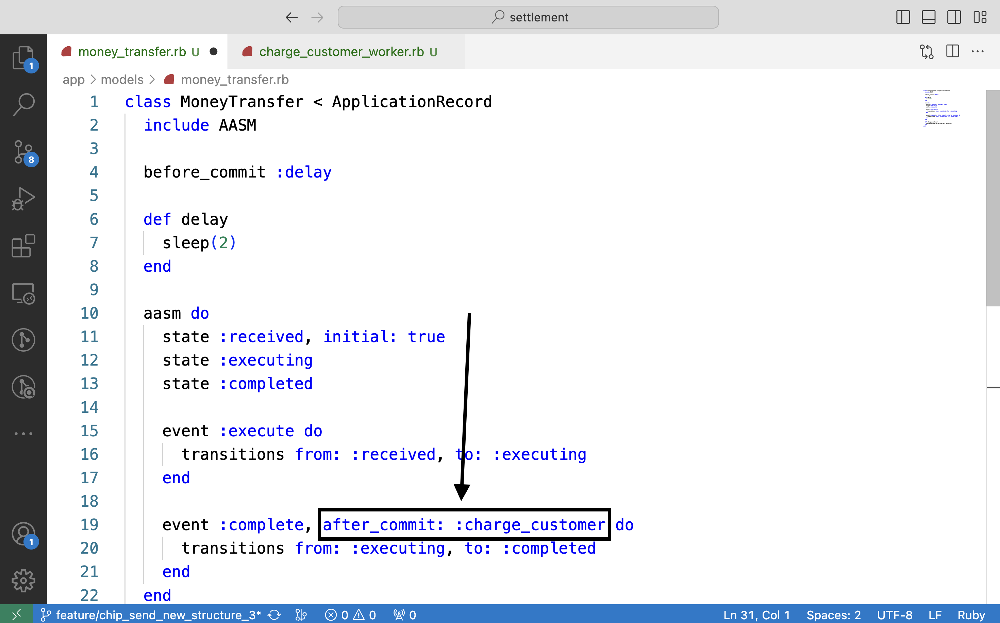 settlement
money_transfer.rb U
charge_customer_worker.rb U
app > models > money_transfer.rb
1 class MoneyTransfer < ApplicationRecord
2 include AASM
3
4 before_commit :delay
5
6 def delay
7 sleep(2)
8 end
9
10 aasm do
11 state :received, initial: true
12 state :executing
13 state :completed
14
15 event :execute do
16 transitions from: :received, to: :executing
17 end
18
19 event :complete, after_commit: :charge_customer do
20 transitions from: :executing, to: :completed
21 end
22 end
1
8
1
feature/chip_send_new_structure_3* 0 0 0 Ln 31, Col 1 Spaces: 2 UTF-8 LF Ruby